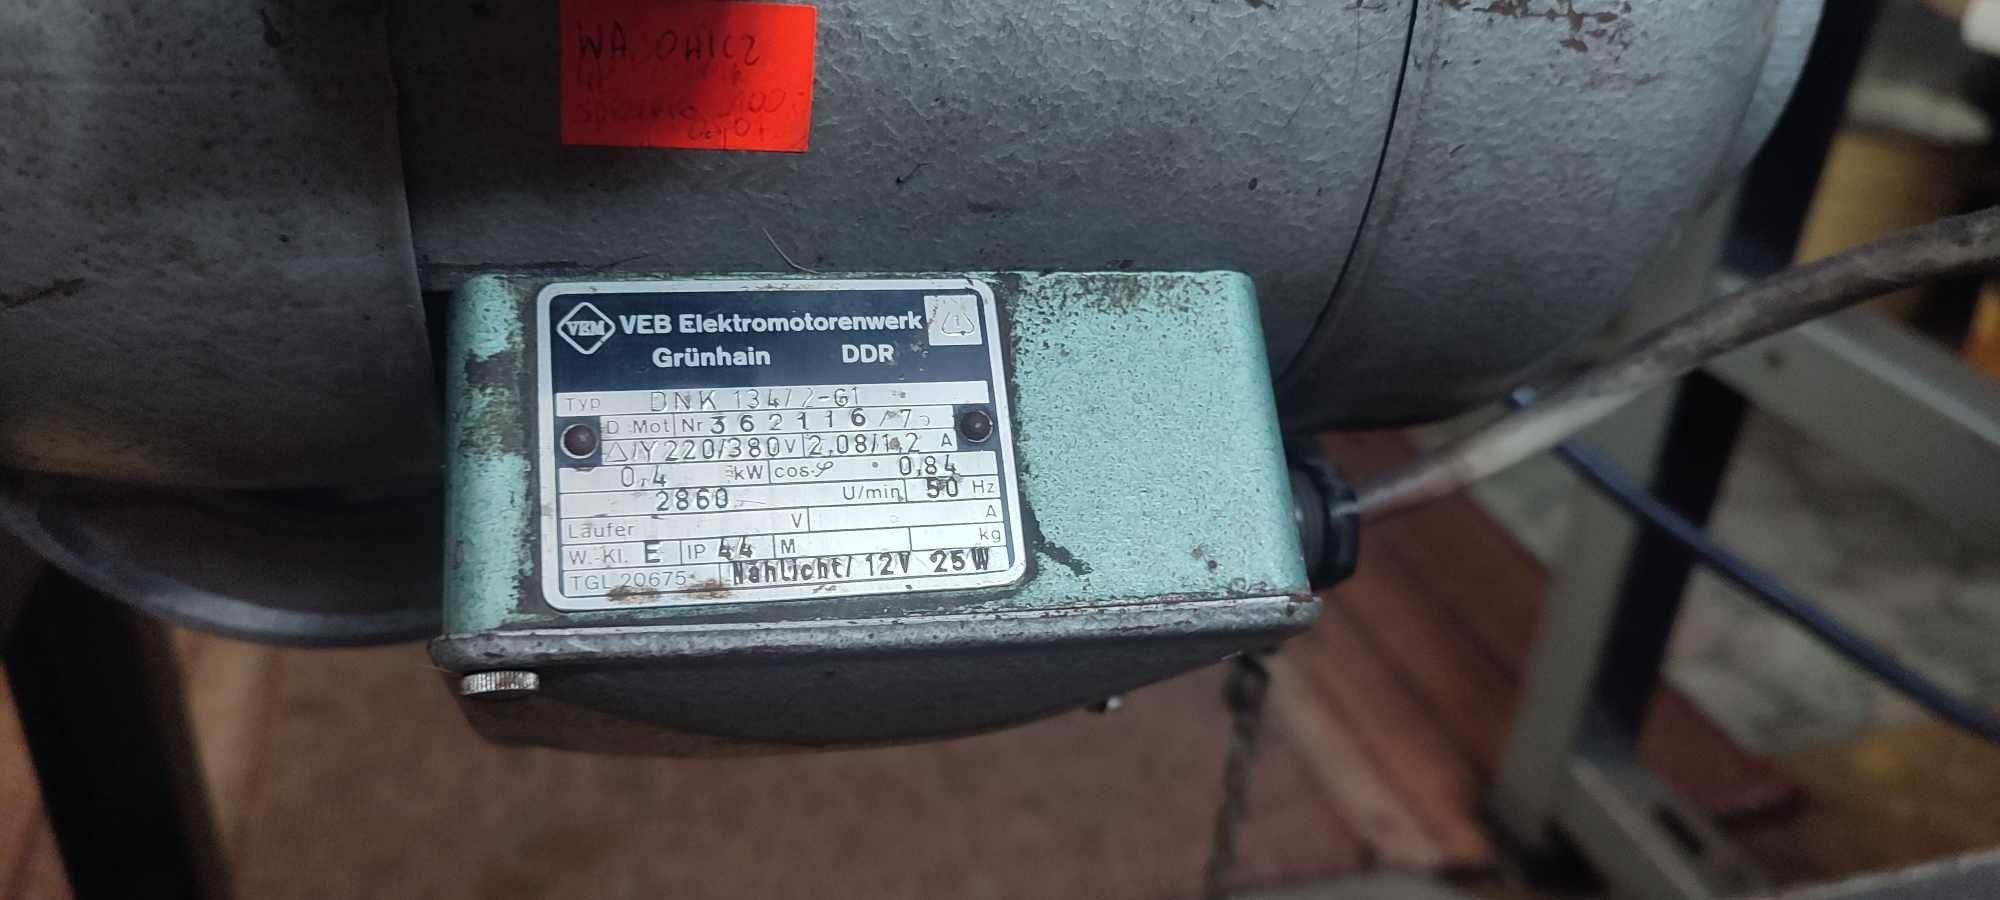 VEM VEB Elektromotorenwerk 1
Grünhain DDR
Typ DNK 134/2-G1
D Mot Nr 362116/75
Δ/Y 220/380 V 2,08/1,2 A
0,4 kW cos φ 0,84
2860 U/min 50 Hz
Läufer V A
W.-Kl. E IP 44 M kg
TGL 20675 Nählicht/ 12V 25W